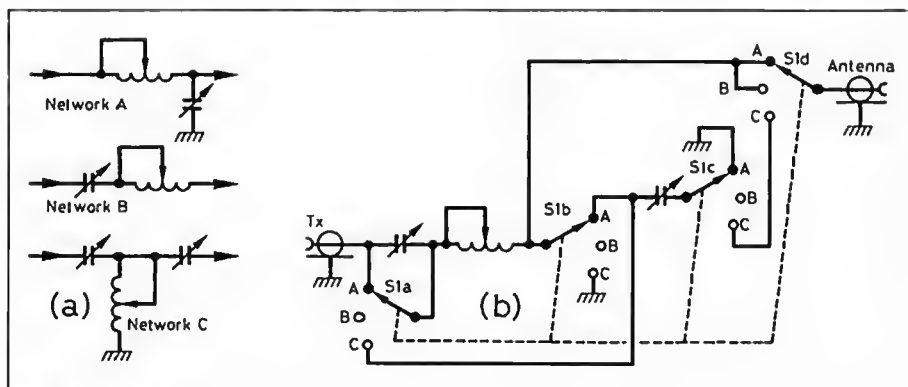 Network A
Network B
Network C
(a)
Tx
A
S1a
B
C
(b)
S1b
A
B
C
S1c
A
B
C
A
S1d
B
C
Antenna